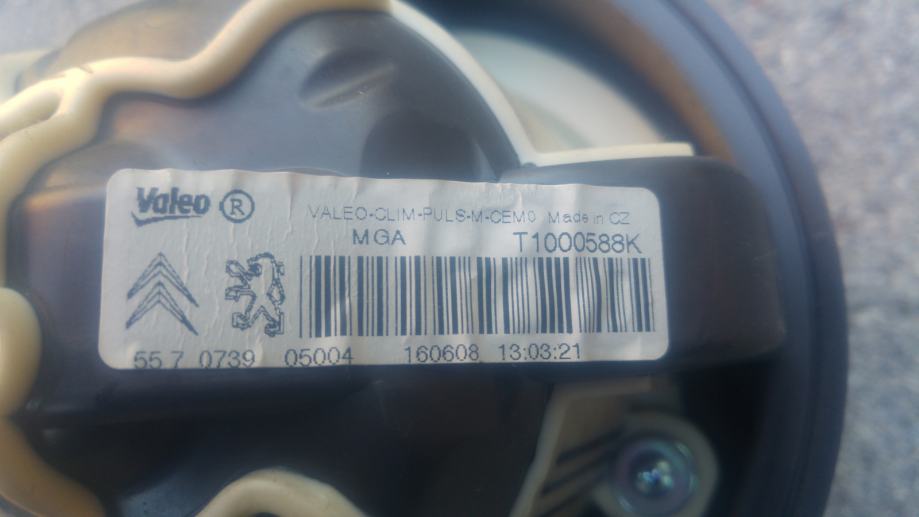 Valeo ® VALEO-CLIM-PULS-M-CEM0 Made in CZ
MGA T1000588K
55 7 0739 05004 160608 13:03:21